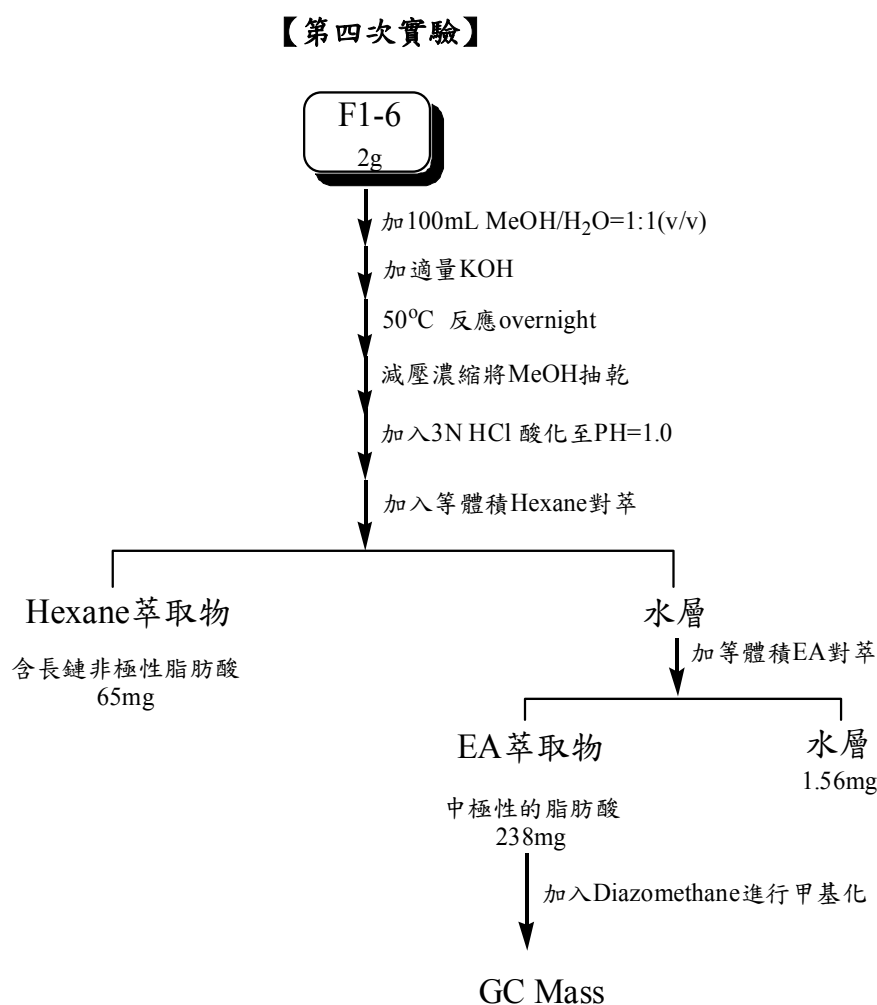 【第四次實驗】
F1-6
2g
加100mL MeOH/H₂O=1:1(v/v)
加適量KOH
50°C 反應overnight
減壓濃縮將MeOH抽乾
加入3N HCl 酸化至PH=1.0
加入等體積Hexane對萃
Hexane萃取物
含長鏈非極性脂肪酸
65mg
水層
加等體積EA對萃
EA萃取物
中極性的脂肪酸
238mg
水層
1.56mg
加入Diazomethane進行甲基化
GC Mass